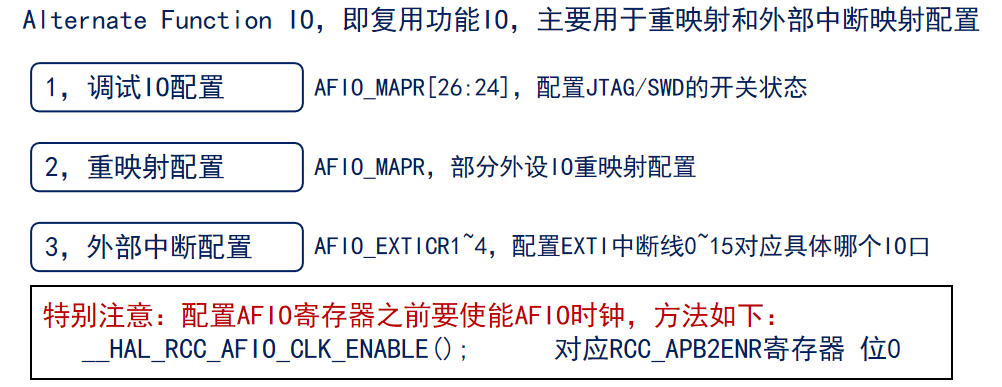 Alternate Function IO，即复用功能IO，主要用于重映射和外部中断映射配置
1，调试IO配置 AFIO_MAPR[26:24]，配置JTAG/SWD的开关状态
2，重映射配置 AFIO_MAPR，部分外设IO重映射配置
3，外部中断配置 AFIO_EXTICR1~4，配置EXTI中断线0~15对应具体哪个IO口
特别注意：配置AFIO寄存器之前要使能AFIO时钟，方法如下：
__HAL_RCC_AFIO_CLK_ENABLE(); 对应RCC_APB2ENR寄存器 位0